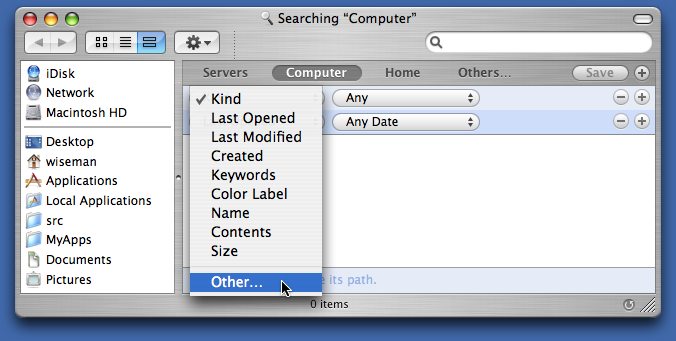 Searching “Computer”
Servers Computer Home Others... Save
iDisk
Network
Macintosh HD
Desktop
wiseman
Applications
Local Applications
src
MyApps
Documents
Pictures
Kind
Last Opened
Last Modified
Created
Keywords
Color Label
Name
Contents
Size
Other...
Any
Any Date
its path.
0 items